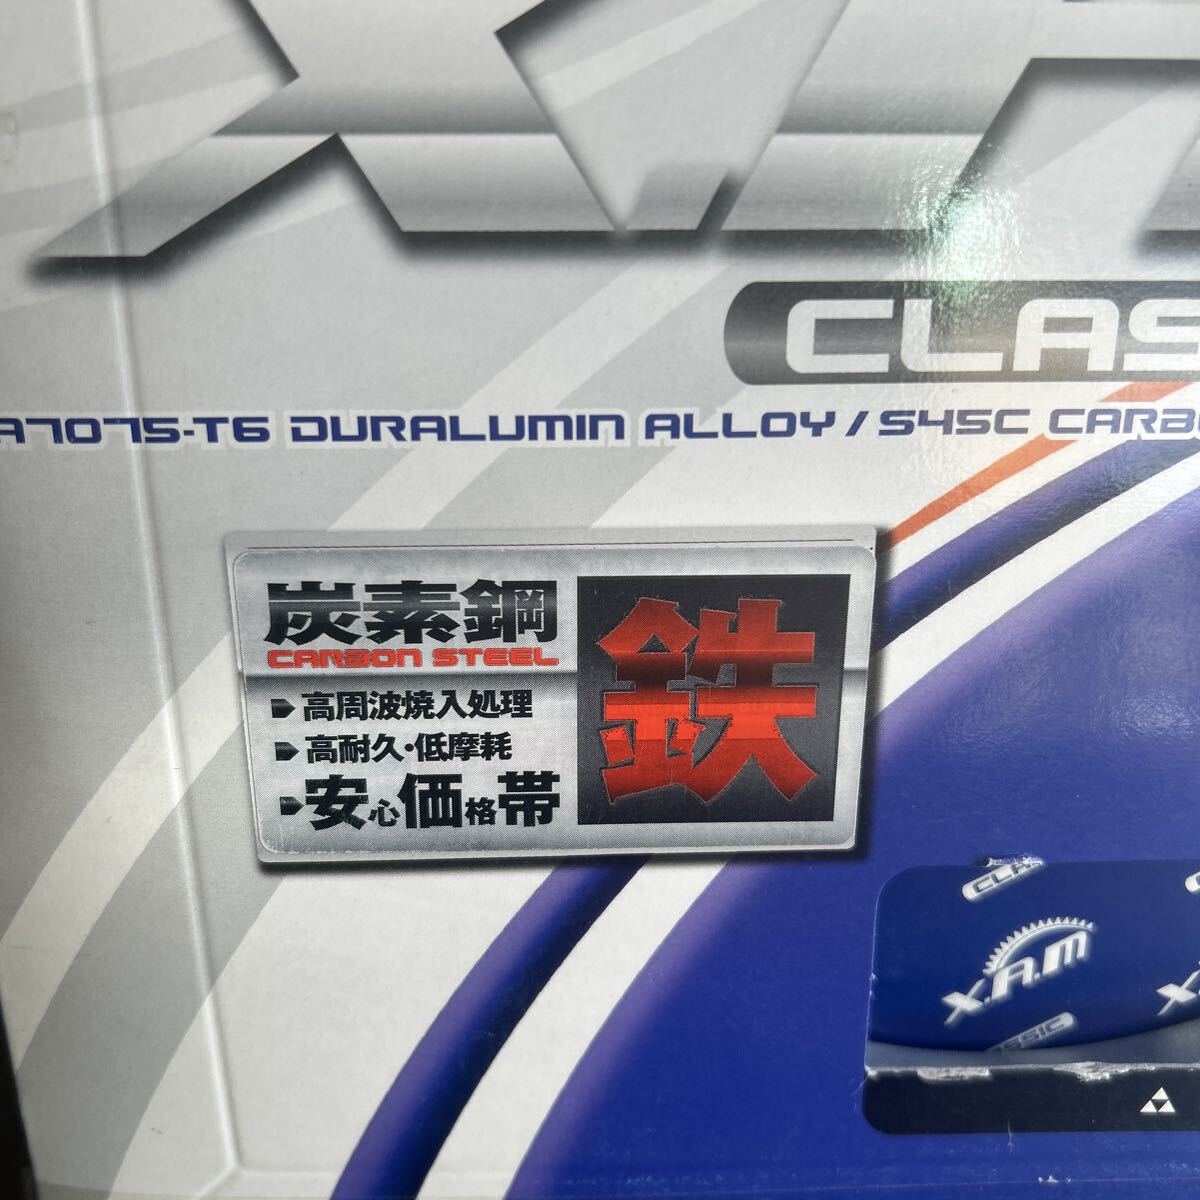 CLAS
A7075-T6 DURALUMIN ALLOY / S45C CARB
炭素鋼
CARBON STEEL
高周波焼入処理
高耐久・低摩耗
安心価格帯
鉄
CLAS
X.A.M
X.
SSIC